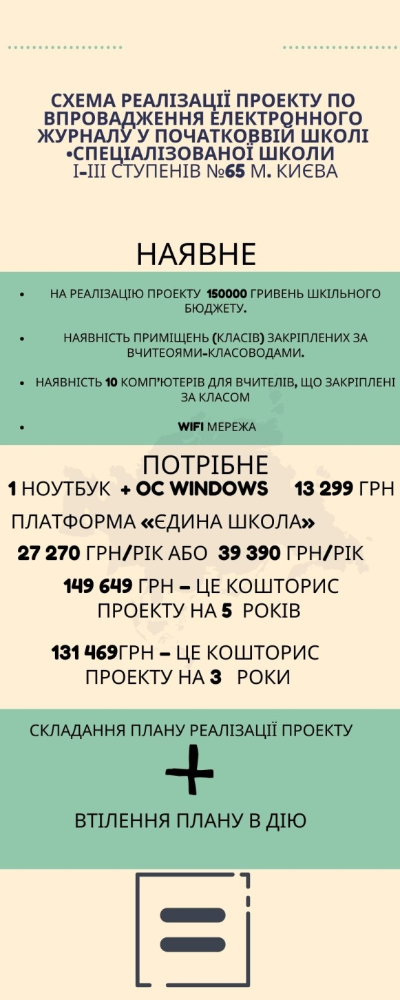 СХЕМА РЕАЛІЗАЦІЇ ПРОЕКТУ ПО
ВПРОВАДЖЕННЯ ЕЛЕКТРОННОГО
ЖУРНАЛУ У ПОЧАТКОВВІЙ ШКОЛІ
•СПЕЦІАЛІЗОВАНОЇ ШКОЛИ
І-ІІІ СТУПЕНІВ №65 М. КИЄВА
НАЯВНЕ
• НА РЕАЛІЗАЦІЮ ПРОЕКТУ 150000 ГРИВЕНЬ ШКІЛЬНОГО
БЮДЖЕТУ.
• НАЯВНІСТЬ ПРИМІЩЕНЬ (КЛАСІВ) ЗАКРІПЛЕНИХ ЗА
ВЧИТЕОЯМИ-КЛАСОВОДАМИ.
• НАЯВНІСТЬ 10 КОМП'ЮТЕРІВ ДЛЯ ВЧИТЕЛІВ, ЩО ЗАКРІПЛЕНІ
ЗА КЛАСОМ
• WIFI МЕРЕЖА
ПОТРІБНЕ
1 НОУТБУК + ОС WINDOWS 13 299 ГРН
ПЛАТФОРМА «ЄДИНА ШКОЛА»
27 270 ГРН/РІК АБО 39 390 ГРН/РІК
149 649 ГРН – ЦЕ КОШТОРИС
ПРОЕКТУ НА 5 РОКІВ
131 469ГРН – ЦЕ КОШТОРИС
ПРОЕКТУ НА 3 РОКИ
СКЛАДАННЯ ПЛАНУ РЕАЛІЗАЦІЇ ПРОЕКТУ
+
ВТІЛЕННЯ ПЛАНУ В ДІЮ
=